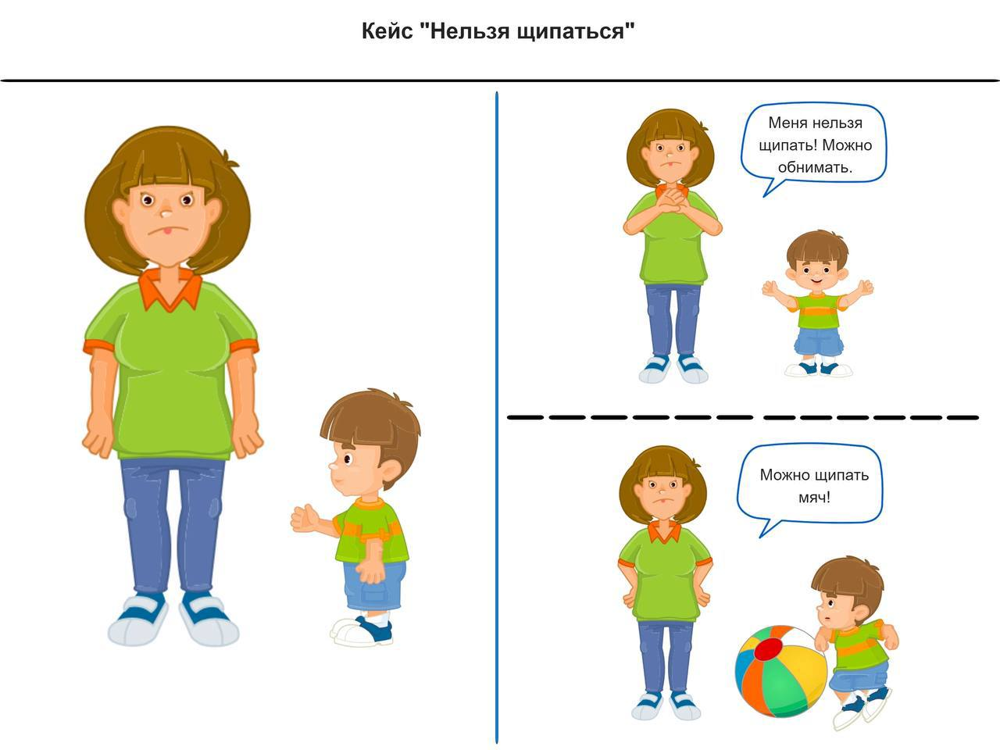 Кейс "Нельзя щипаться"
Меня нельзя
щипать! Можно
обнимать.
Можно щипать
мяч!